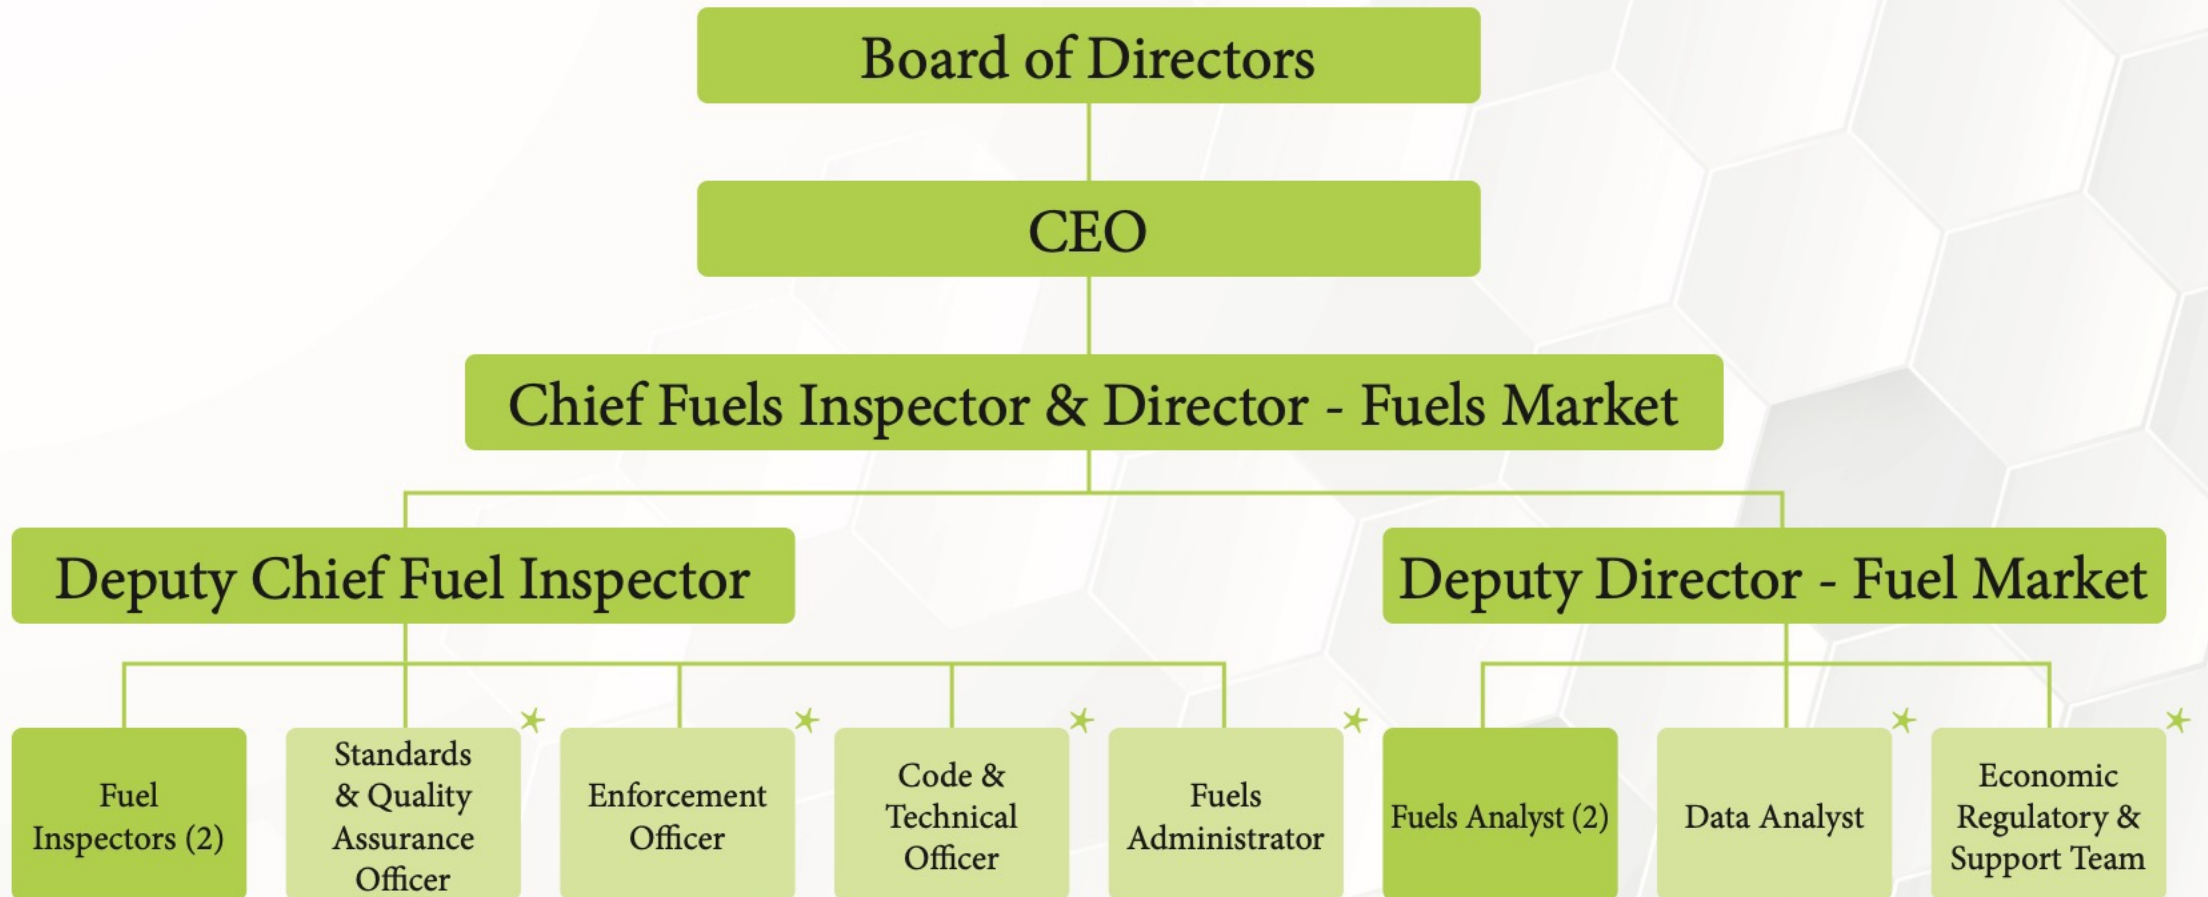 Board of Directors
CEO
Chief Fuels Inspector & Director - Fuels Market
Deputy Chief Fuel Inspector
Deputy Director - Fuel Market
Fuel
Inspectors (2)
Standards
& Quality
Assurance
Officer
Enforcement
Officer
Code &
Technical
Officer
Fuels
Administrator
Fuels Analyst (2)
Data Analyst
Economic
Regulatory &
Support Team